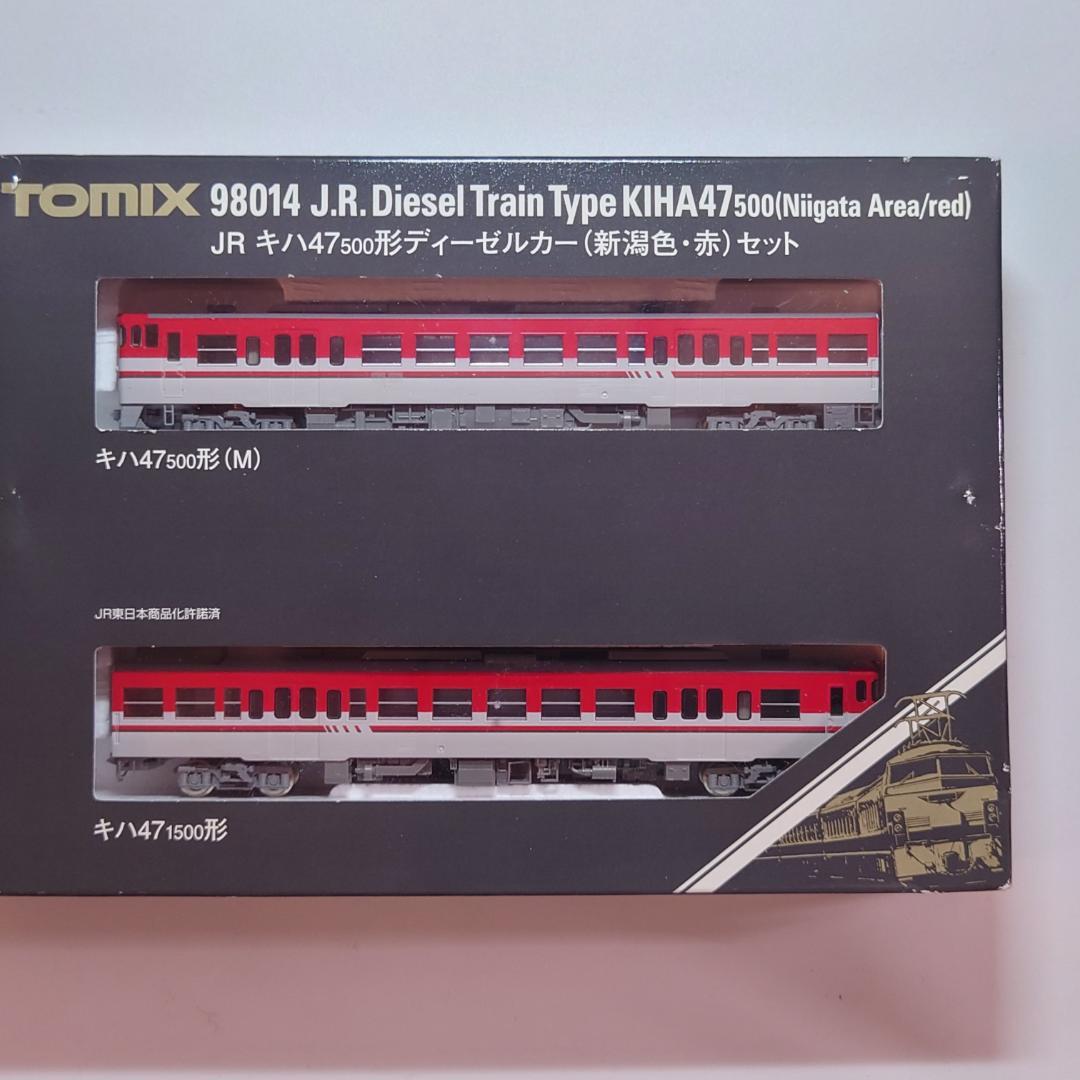 TOMIX 98014 J.R. Diesel Train Type KIHA47500(Niigata Area/red)
JR キハ47500形ディーゼルカー（新潟色・赤）セット
キハ47500形（M）
JR東日本商品化許諾済
キハ471500形